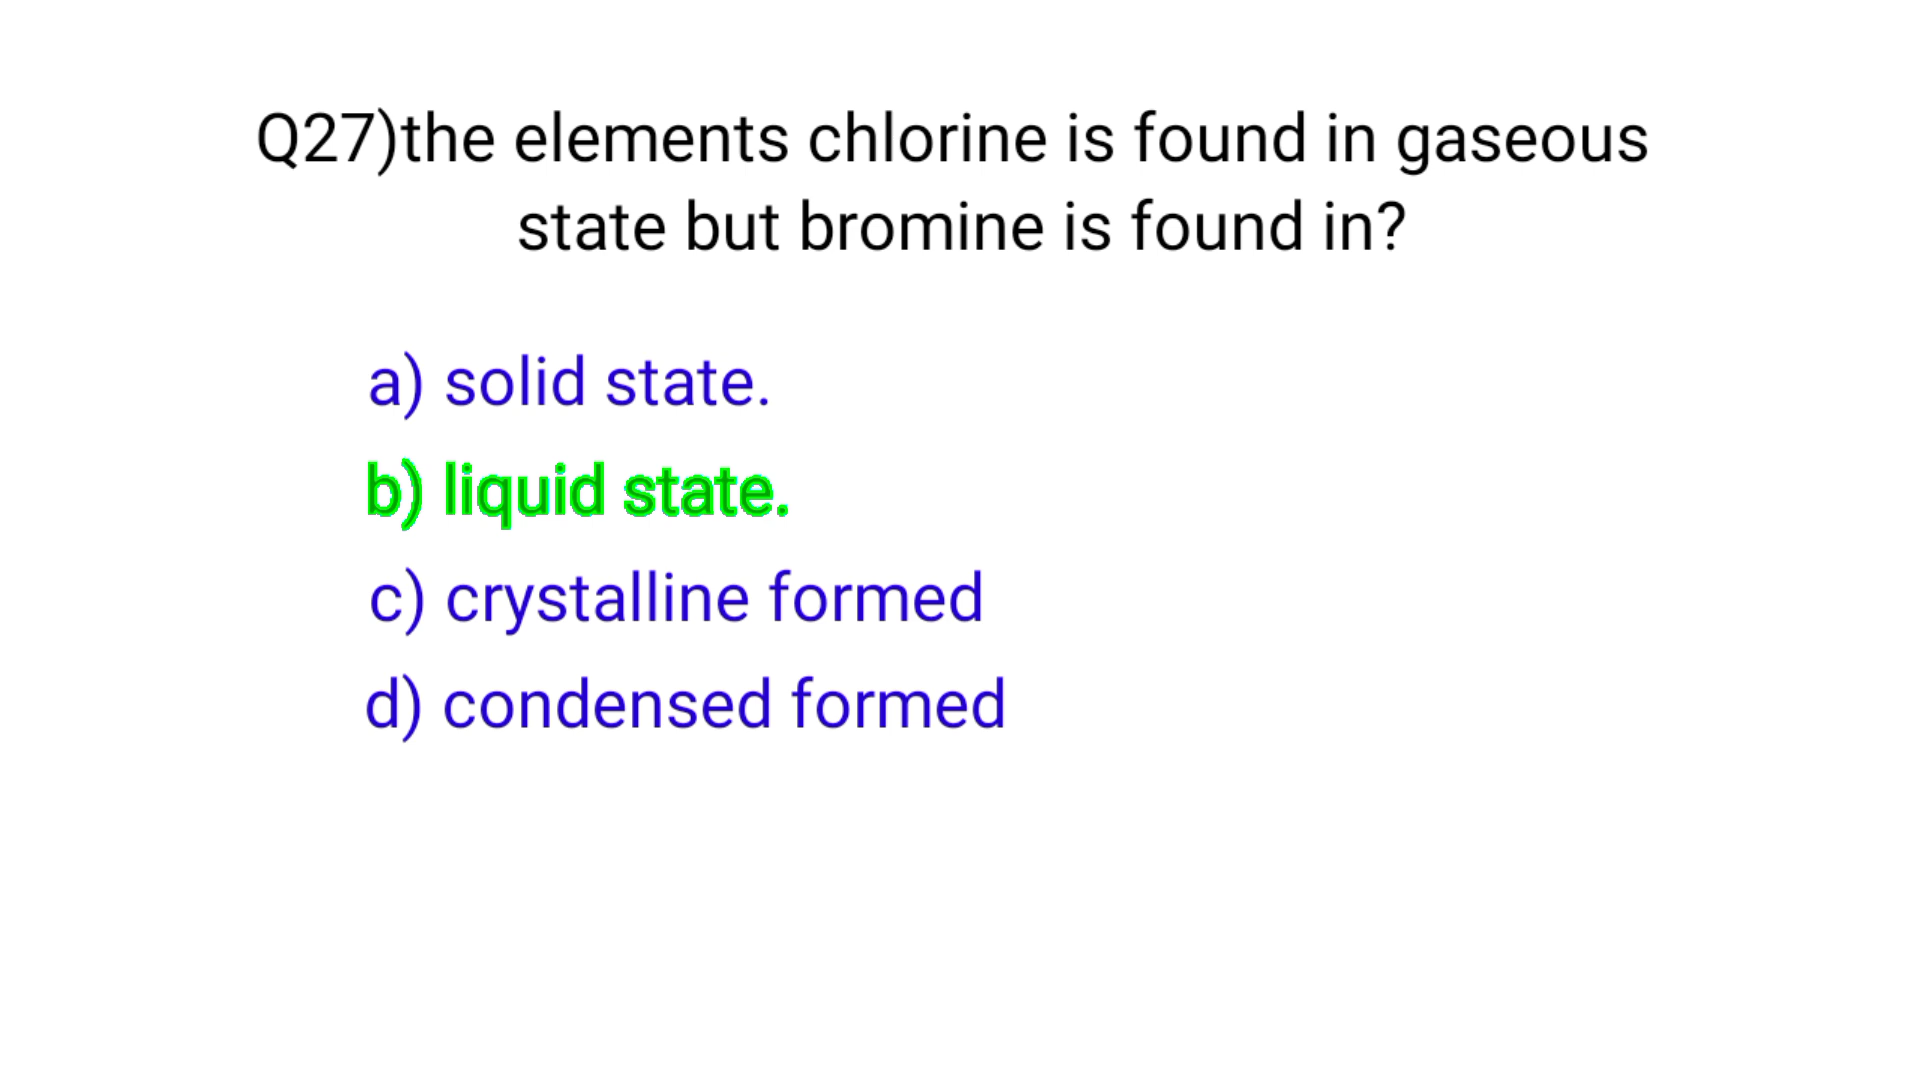 Q27)the elements chlorine is found in gaseous
state but bromine is found in?
a) solid state.
b) liquid state.
c) crystalline formed
d) condensed formed